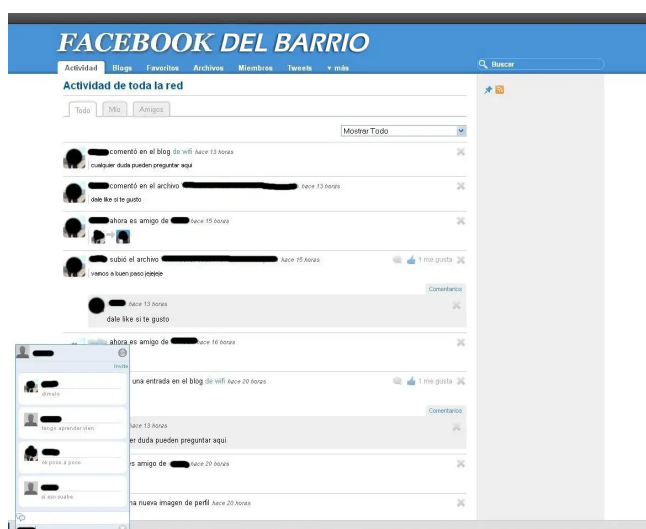 FACEBOOK DEL BARRIO
Actividad Blogs Favoritos Archivos Miembros Tweets ▾ más
Buscar
Actividad de toda la red
Todo Mío Amigos
Mostrar Todo
comentó en el blog de wifi hace 13 horas
cualquier duda pueden preguntar aqui
comentó en el archivo hace 13 horas
dale like si te gusto
ahora es amigo de hace 15 horas
subió el archivo hace 15 horas
1 me gusta
vamos a buen paso jejejeje
Comentarios
hace 13 horas
dale like si te gusto
ahora es amigo de hace 16 horas
Invite
una entrada en el blog de wifi hace 20 horas
1 me gusta
dimelo
Comentarios
hace 13 horas
tengo aprender vien
er duda pueden preguntar aqui
es amigo de hace 20 horas
ok poco a poco
na nueva imagen de perfil hace 20 horas